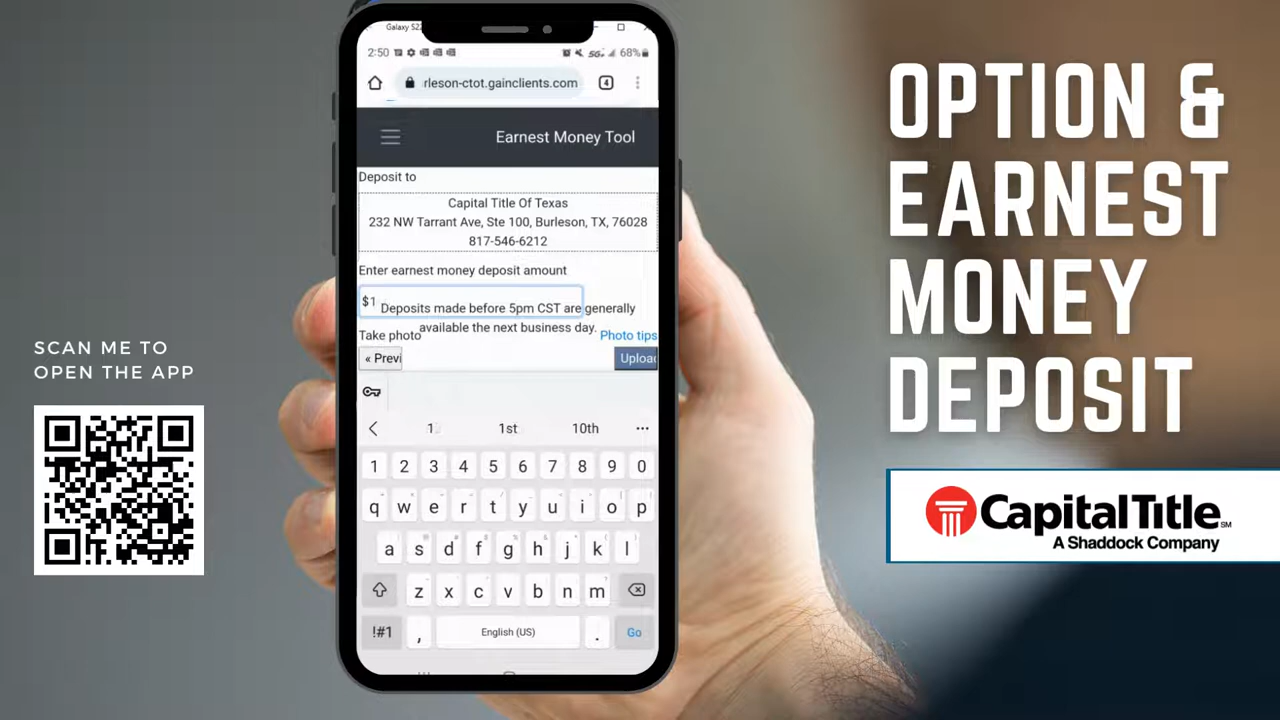 SCAN ME TO
OPEN THE APP
Galaxy S22
2:50
5G
68%
4
rleson-ctot.gainclients.com
Earnest Money Tool
Deposit to
Capital Title Of Texas
232 NW Tarrant Ave, Ste 100, Burleson, TX, 76028
817-546-6212
Enter earnest money deposit amount
$1
Deposits made before 5pm CST are generally
available the next business day.
Take photo
Photo tips
« Previ
Uploa
1st
10th
1 2 3 4 5 6 7 8 9 0
q w e r t y u i o p
a s d f g h j k l
z x c v b n m
!#1 , English (US) . Go
OPTION &
EARNEST
MONEY
DEPOSIT
Capital Title SM
A Shaddock Company